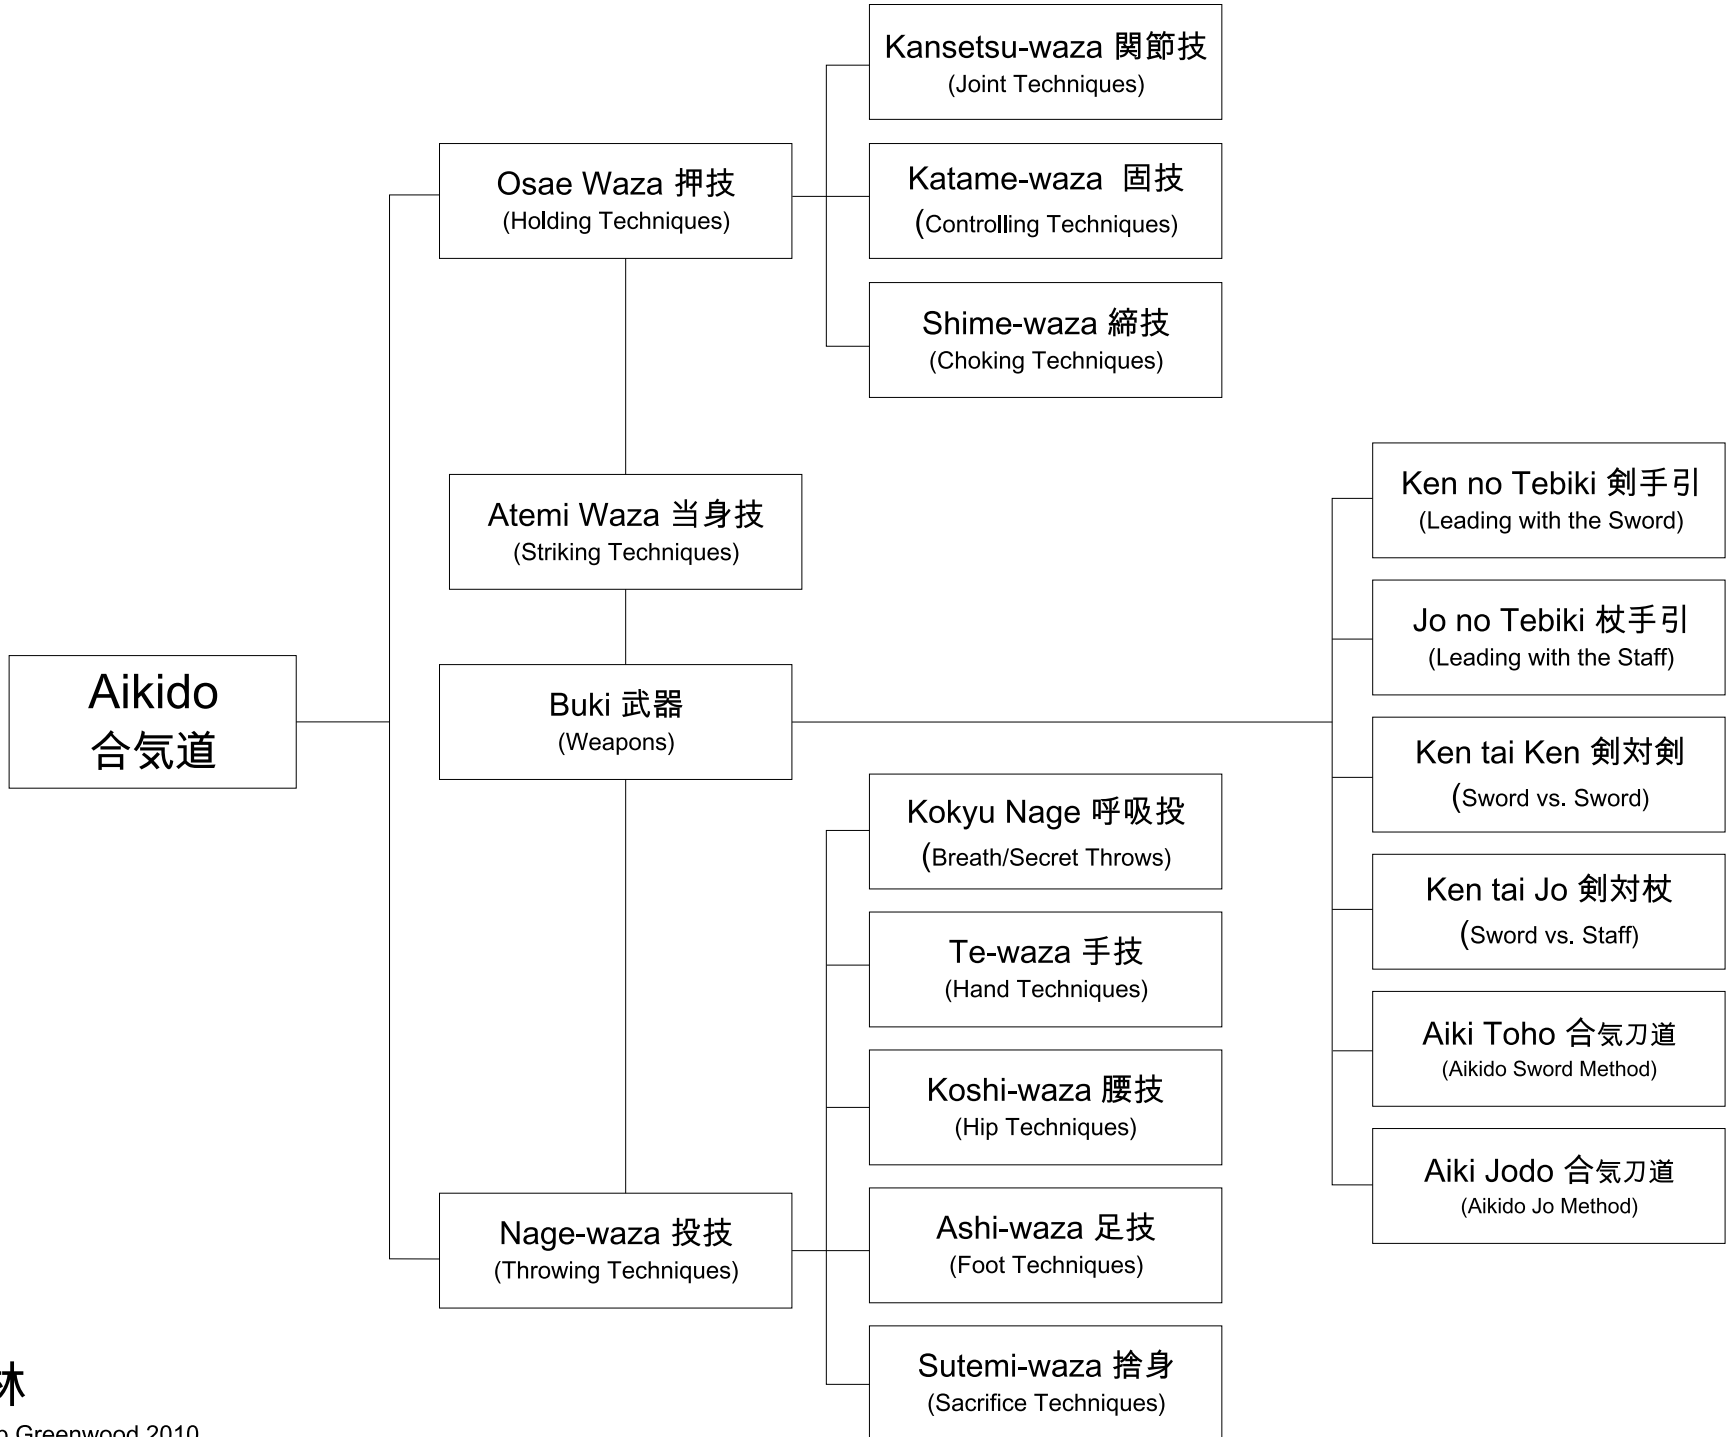 Aikido
合気道
Osae Waza 押技
(Holding Techniques)
Atemi Waza 当身技
(Striking Techniques)
Buki 武器
(Weapons)
Nage-waza 投技
(Throwing Techniques)
Kansetsu-waza 関節技
(Joint Techniques)
Katame-waza 固技
(Controlling Techniques)
Shime-waza 締技
(Choking Techniques)
Kokyu Nage 呼吸投
(Breath/Secret Throws)
Te-waza 手技
(Hand Techniques)
Koshi-waza 腰技
(Hip Techniques)
Ashi-waza 足技
(Foot Techniques)
Sutemi-waza 捨身
(Sacrifice Techniques)
Ken no Tebiki 剣手引
(Leading with the Sword)
Jo no Tebiki 杖手引
(Leading with the Staff)
Ken tai Ken 剣対剣
(Sword vs. Sword)
Ken tai Jo 剣対杖
(Sword vs. Staff)
Aiki Toho 合気刀道
(Aikido Sword Method)
Aiki Jodo 合気刀道
(Aikido Jo Method)
林
Greenwood 2010